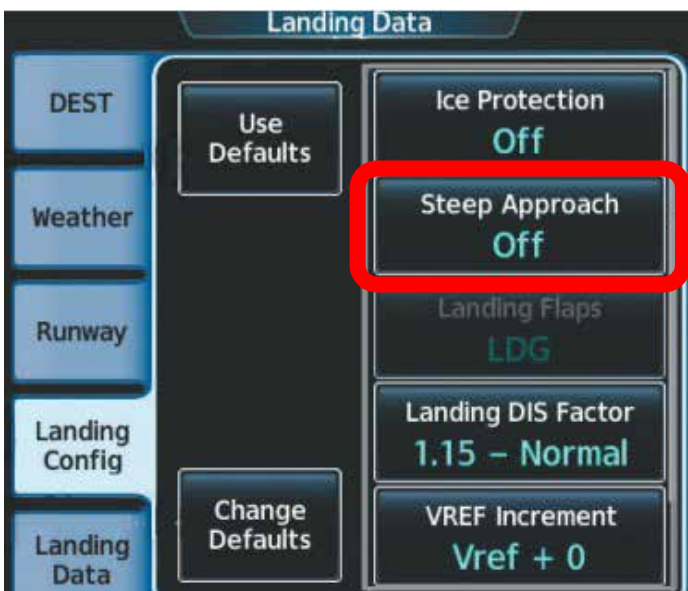 Landing Data
DEST
Weather
Runway
Landing
Config
Landing
Data
Use
Defaults
Change
Defaults
Ice Protection
Off
Steep Approach
Off
Landing Flaps
LDG
Landing DIS Factor
1.15 – Normal
VREF Increment
Vref + 0